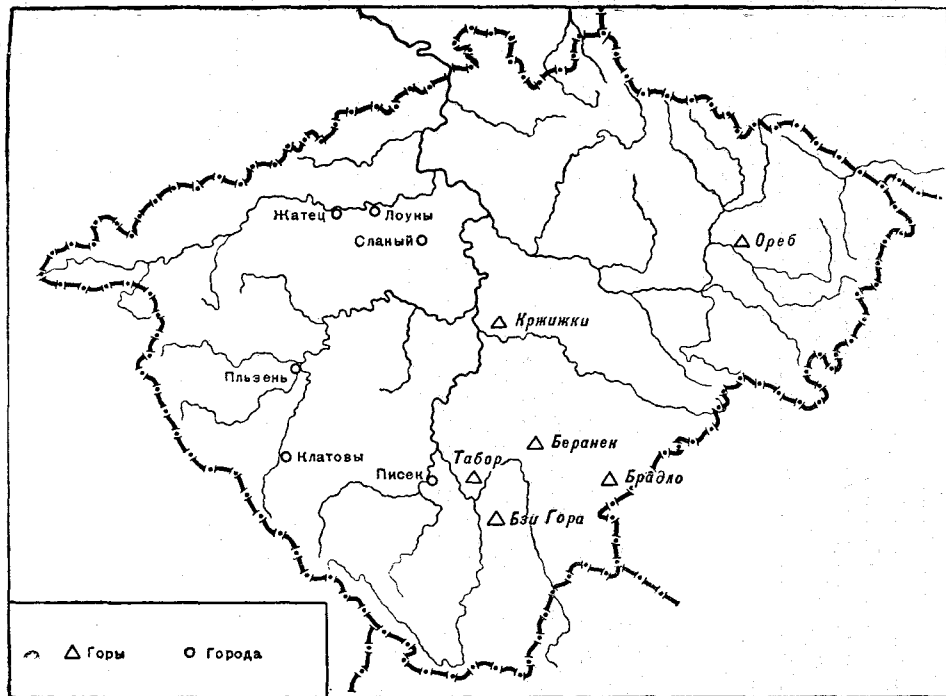 Жатец
Лоуны
Сланый
Ореб
Кржижки
Пльзень
Беранек
Клатовы
Табор
Писек
Брадло
Бзи Гора
Горы
Города